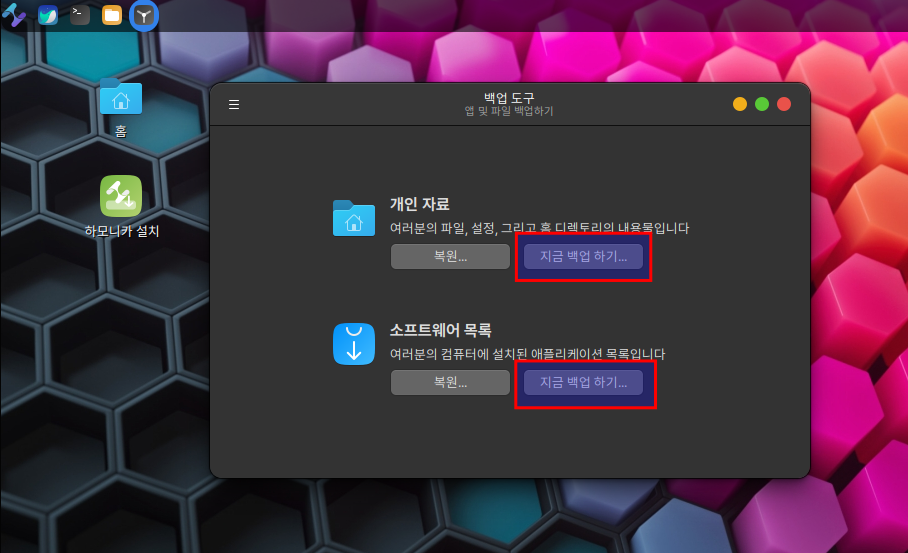 >_
홈
하모니카 설치
백업 도구
앱 및 파일 백업하기
개인 자료
여러분의 파일, 설정, 그리고 홈 디렉토리의 내용물입니다
복원...
지금 백업 하기...
소프트웨어 목록
여러분의 컴퓨터에 설치된 애플리케이션 목록입니다
복원...
지금 백업 하기...